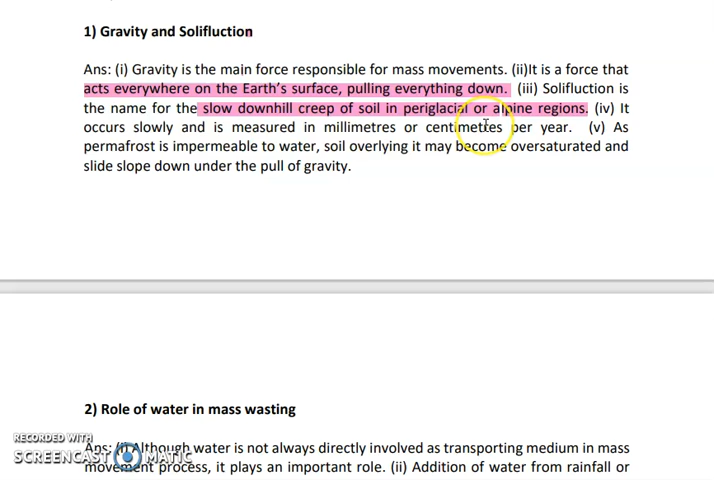 1) Gravity and Solifluction
Ans: (i) Gravity is the main force responsible for mass movements. (ii)It is a force that
acts everywhere on the Earth's surface, pulling everything down. (iii) Solifluction is
the name for the slow downhill creep of soil in periglacial or alpine regions. (iv) It
occurs slowly and is measured in millimetres or centimetres per year. (v) As
permafrost is impermeable to water, soil overlying it may become oversaturated and
slide slope down under the pull of gravity.
2) Role of water in mass wasting
Ans: (i) Although water is not always directly involved as transporting medium in mass
movement process, it plays an important role. (ii) Addition of water from rainfall or
RECORDED WITH
SCREENCAST MATIC